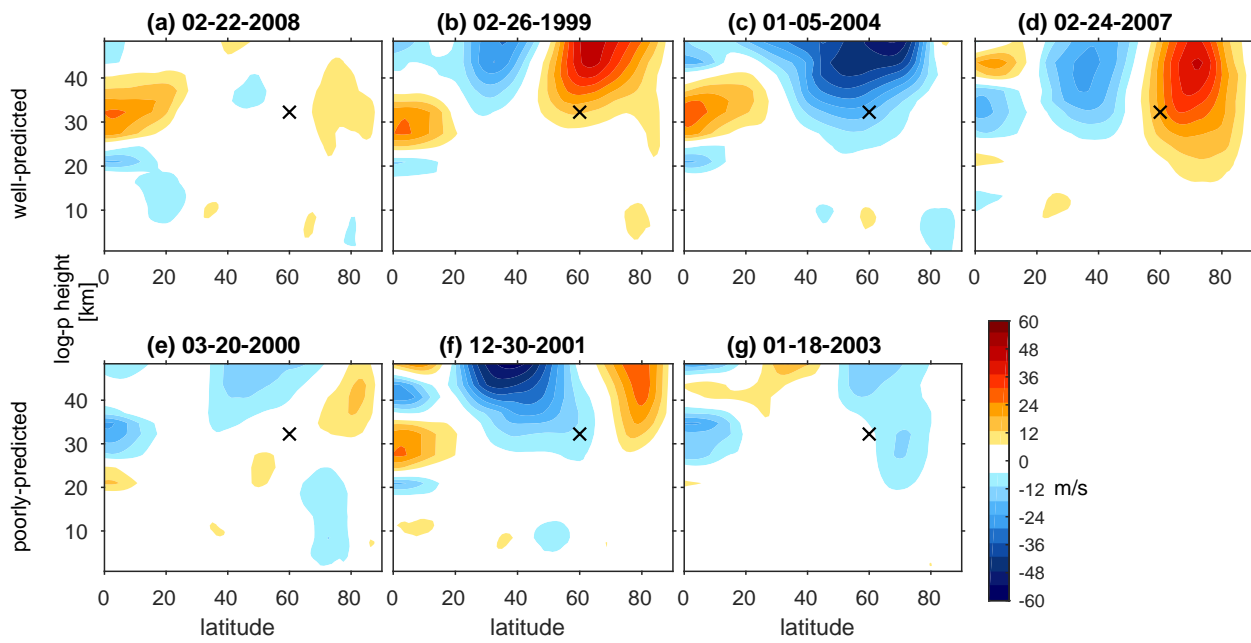 (a) 02-22-2008
(b) 02-26-1999
(c) 01-05-2004
(d) 02-24-2007
well-predicted
40
30
20
10
0 20 40 60 80
0 20 40 60 80
0 20 40 60 80
0 20 40 60 80
log-p height
[km]
(e) 03-20-2000
(f) 12-30-2001
(g) 01-18-2003
poorly-predicted
40
30
20
10
0 20 40 60 80
0 20 40 60 80
0 20 40 60 80
latitude
latitude
latitude
60
48
36
24
12
0
-12
-24
-36
-48
-60
m/s